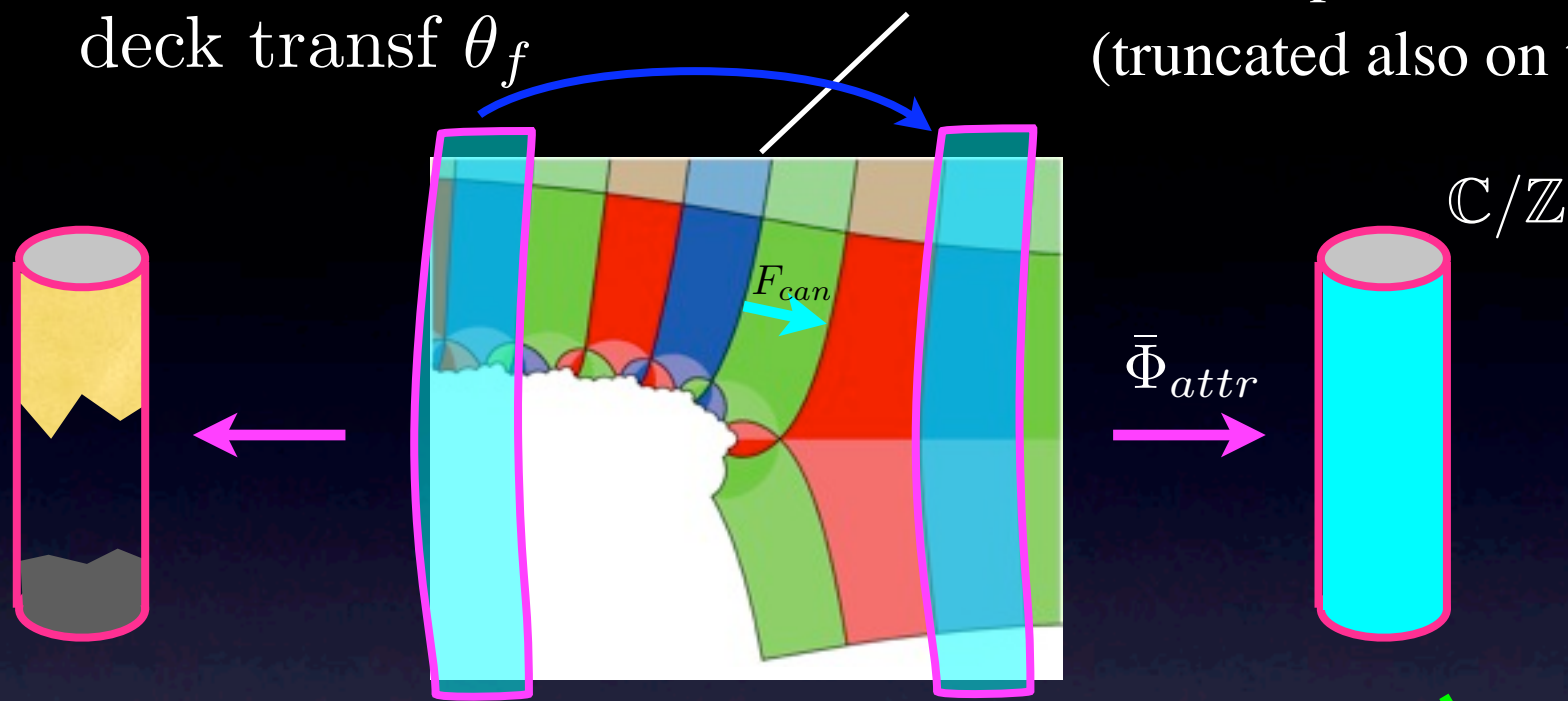 deck transf θ_f
(truncated also on
ℂ/ℤ
F_can
Φ̄_attr